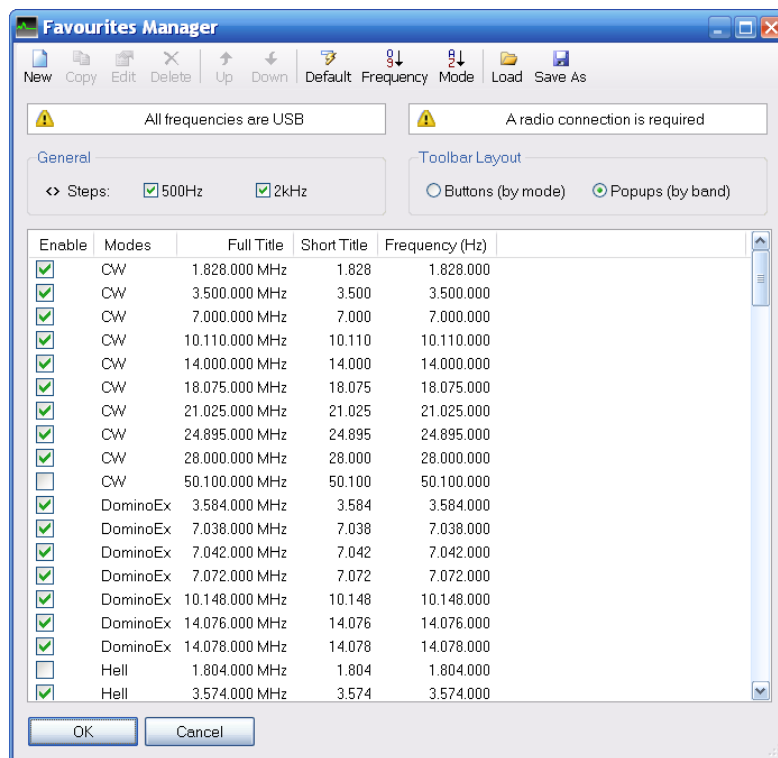 Favourites Manager
New Copy Edit Delete Up Down Default Frequency Mode Load Save As
All frequencies are USB A radio connection is required
General Toolbar Layout
<> Steps: 500Hz 2kHz Buttons (by mode) Popups (by band)
Enable Modes Full Title Short Title Frequency (Hz)
CW 1.828.000 MHz 1.828 1.828.000
CW 3.500.000 MHz 3.500 3.500.000
CW 7.000.000 MHz 7.000 7.000.000
CW 10.110.000 MHz 10.110 10.110.000
CW 14.000.000 MHz 14.000 14.000.000
CW 18.075.000 MHz 18.075 18.075.000
CW 21.025.000 MHz 21.025 21.025.000
CW 24.895.000 MHz 24.895 24.895.000
CW 28.000.000 MHz 28.000 28.000.000
CW 50.100.000 MHz 50.100 50.100.000
DominoEx 3.584.000 MHz 3.584 3.584.000
DominoEx 7.038.000 MHz 7.038 7.038.000
DominoEx 7.042.000 MHz 7.042 7.042.000
DominoEx 7.072.000 MHz 7.072 7.072.000
DominoEx 10.148.000 MHz 10.148 10.148.000
DominoEx 14.076.000 MHz 14.076 14.076.000
DominoEx 14.078.000 MHz 14.078 14.078.000
Hell 1.804.000 MHz 1.804 1.804.000
Hell 3.574.000 MHz 3.574 3.574.000
OK Cancel